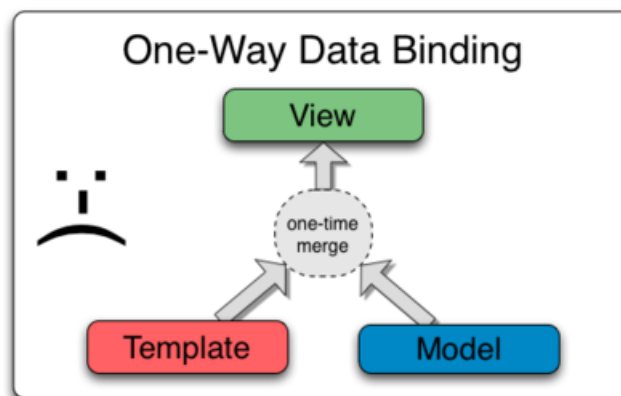 One-Way Data Binding
View
one-time
merge
Template
Model